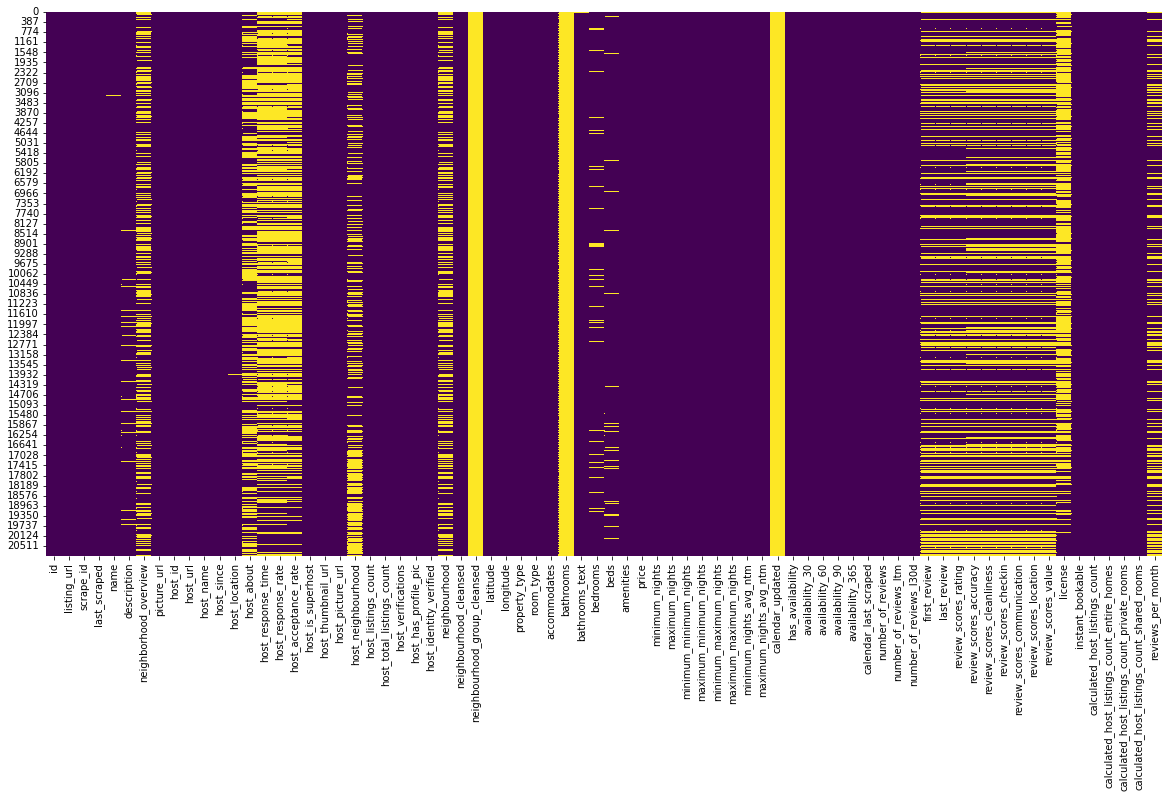 0
387
774
1161
1548
1935
2322
2709
3096
3483
3870
4257
4644
5031
5418
5805
6192
6579
6966
7353
7740
8127
8514
8901
9288
9675
10062
10449
10836
11223
11610
11997
12384
12771
13158
13545
13932
14319
14706
15093
15480
15867
16254
16641
17028
17415
17802
18189
18576
18963
19350
19737
20124
20511
id
listing_url
scrape_id
last_scraped
name
description
neighborhood_overview
picture_url
host_id
host_url
host_name
host_since
host_location
host_about
host_response_time
host_response_rate
host_acceptance_rate
host_is_superhost
host_thumbnail_url
host_picture_url
host_neighbourhood
host_listings_count
host_total_listings_count
host_verifications
host_has_profile_pic
host_identity_verified
neighbourhood
neighbourhood_cleansed
neighbourhood_group_cleansed
latitude
longitude
property_type
room_type
accommodates
bathrooms
bathrooms_text
bedrooms
beds
amenities
price
minimum_nights
maximum_nights
minimum_minimum_nights
maximum_minimum_nights
minimum_maximum_nights
maximum_maximum_nights
minimum_nights_avg_ntm
maximum_nights_avg_ntm
calendar_updated
has_availability
availability_30
availability_60
availability_90
availability_365
calendar_last_scraped
number_of_reviews
number_of_reviews_ltm
number_of_reviews_l30d
first_review
last_review
review_scores_rating
review_scores_accuracy
review_scores_cleanliness
review_scores_checkin
review_scores_communication
review_scores_location
review_scores_value
license
instant_bookable
calculated_host_listings_count
calculated_host_listings_count_entire_homes
calculated_host_listings_count_private_rooms
calculated_host_listings_count_shared_rooms
reviews_per_month